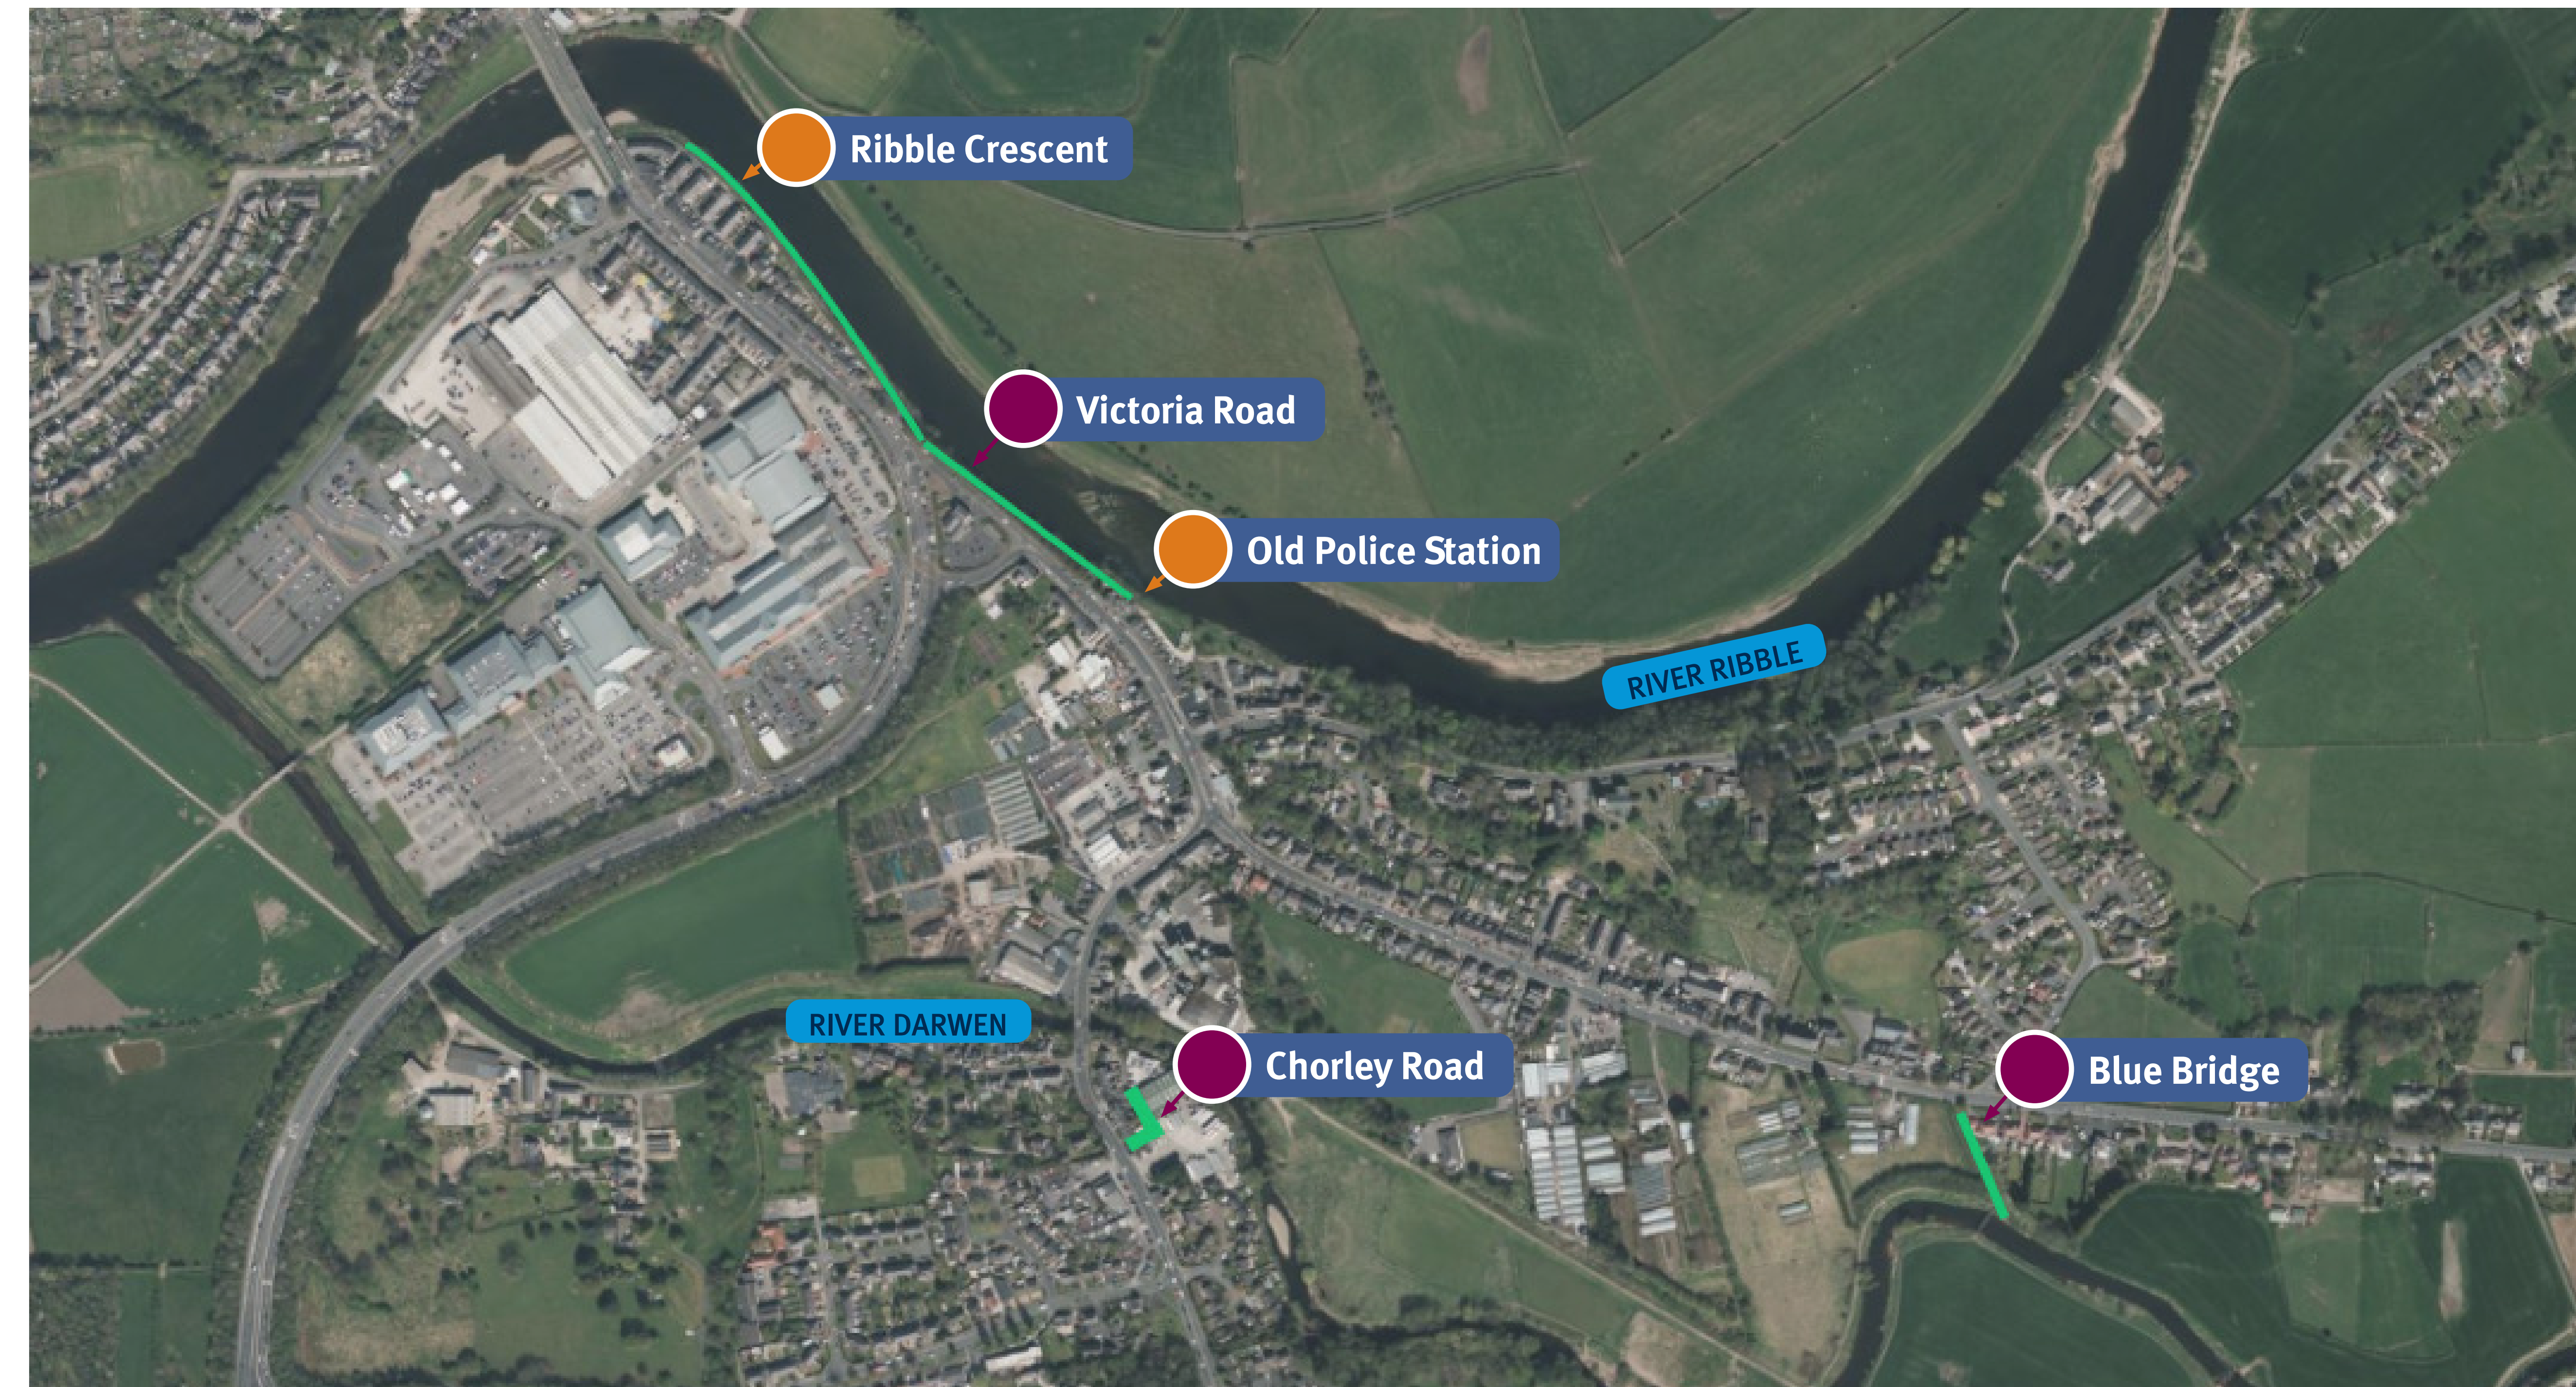 Ribble Crescent
Victoria Road
Old Police Station
RIVER RIBBLE
RIVER DARWEN
Chorley Road
Blue Bridge